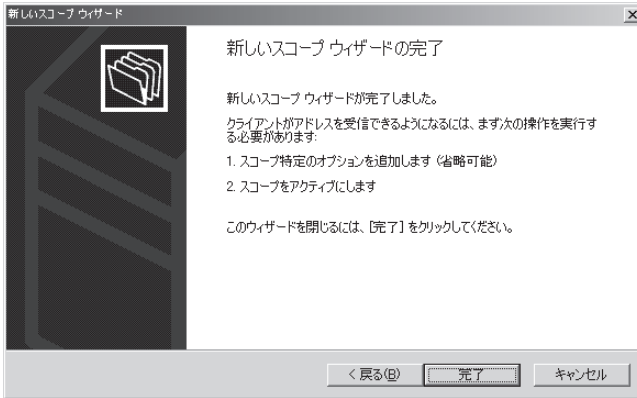 新しいスコープ ウィザード
新しいスコープ ウィザードの完了
新しいスコープ ウィザードが完了しました。
クライアントがアドレスを受信できるようになるには、まず次の操作を実行す
る必要があります:
1. スコープ特定のオプションを追加します (省略可能)
2. スコープをアクティブにします
このウィザードを閉じるには、[完了] をクリックしてください。
< 戻る(B)
完了
キャンセル